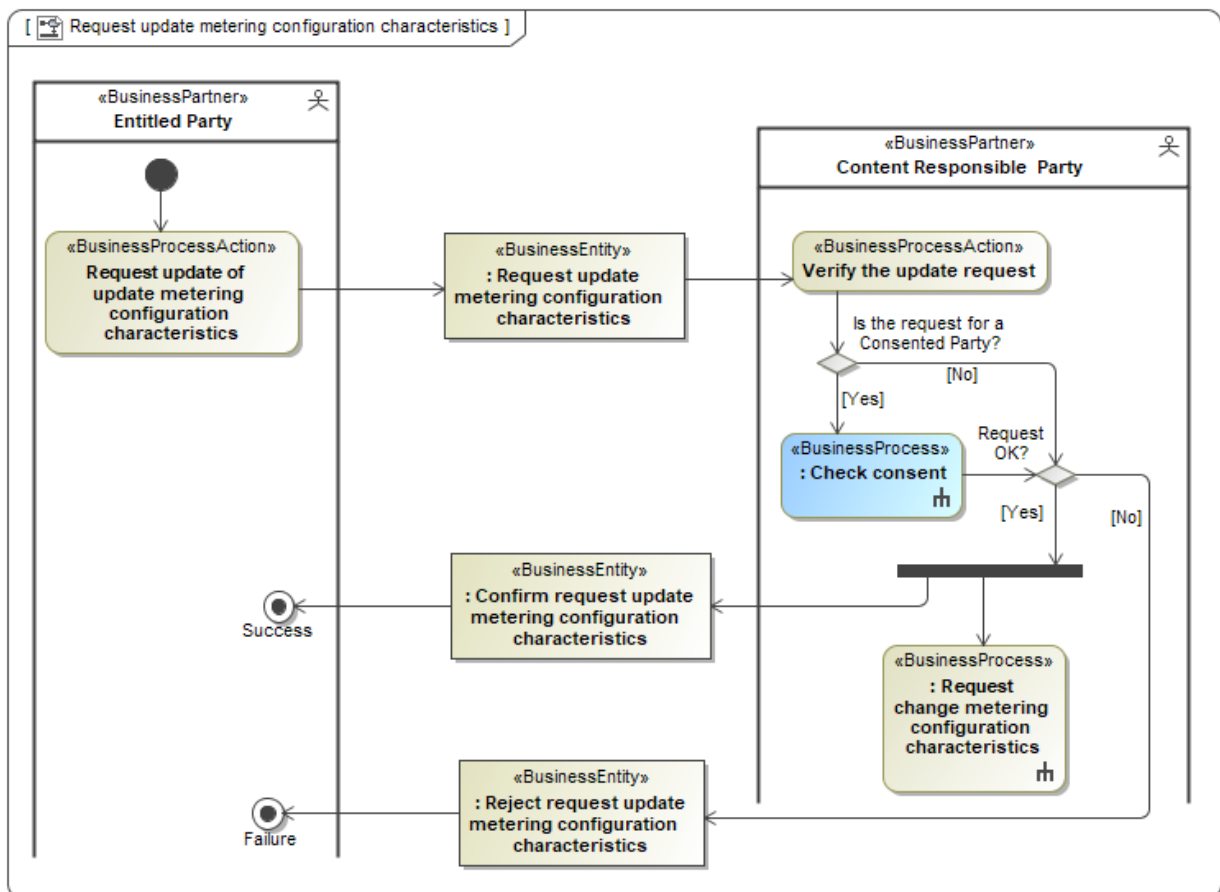 [ Request update metering configuration characteristics ]
«BusinessPartner»
Entitled Party
«BusinessPartner»
Content Responsible Party
«BusinessProcessAction»
Request update of
update metering
configuration
characteristics
«BusinessEntity»
: Request update
metering configuration
characteristics
«BusinessProcessAction»
Verify the update request
Is the request for a
Consented Party?
[No]
[Yes]
«BusinessProcess»
: Check consent
Request
OK?
[Yes]
[No]
«BusinessEntity»
: Confirm request update
metering configuration
characteristics
Success
«BusinessProcess»
: Request
change metering
configuration
characteristics
«BusinessEntity»
: Reject request update
metering configuration
characteristics
Failure